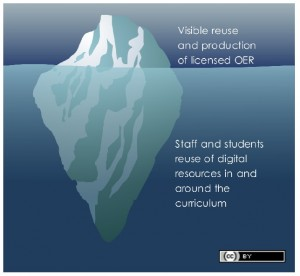 Visible reuse
and production
of licensed OER
Staff and students
reuse of digital
resources in and
around the
curriculum
cc BY